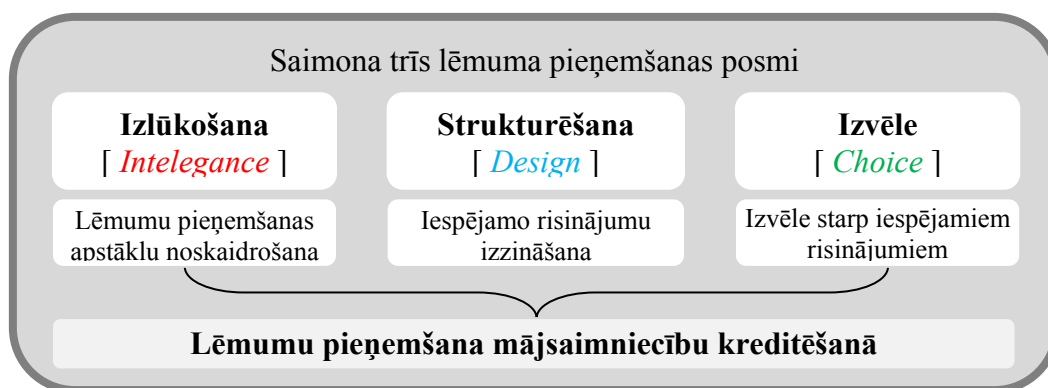 Saimona trīs lēmuma pieņemšanas posmi
Izlūkošana
[ Intelegance ]
Strukturēšana
[ Design ]
Izvēle
[ Choice ]
Lēmumu pieņemšanas
apstākļu noskaidrošana
Iespējamo risinājumu
izzināšana
Izvēle starp iespējamiem
risinājumiem
Lēmumu pieņemšana mājsaimniecību kreditēšanā